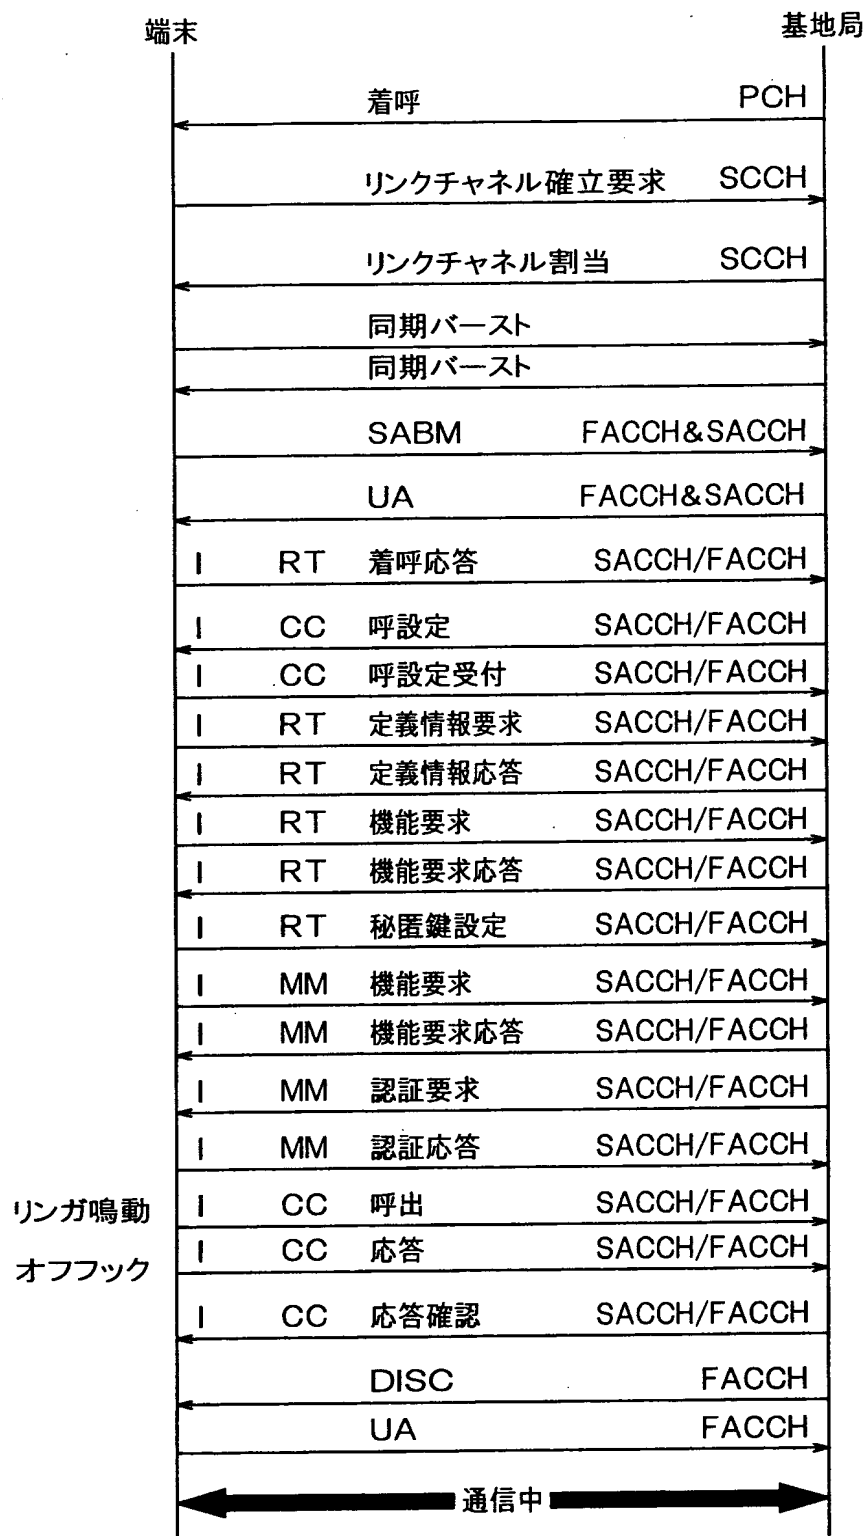 端末 基地局
着呼 PCH
リンクチャネル確立要求 SCCH
リンクチャネル割当 SCCH
同期バースト
同期バースト
SABM FACCH&SACCH
UA FACCH&SACCH
I RT 着呼応答 SACCH/FACCH
I CC 呼設定 SACCH/FACCH
I CC 呼設定受付 SACCH/FACCH
I RT 定義情報要求 SACCH/FACCH
I RT 定義情報応答 SACCH/FACCH
I RT 機能要求 SACCH/FACCH
I RT 機能要求応答 SACCH/FACCH
I RT 秘匿鍵設定 SACCH/FACCH
I MM 機能要求 SACCH/FACCH
I MM 機能要求応答 SACCH/FACCH
I MM 認証要求 SACCH/FACCH
I MM 認証応答 SACCH/FACCH
リンガ鳴動 I CC 呼出 SACCH/FACCH
オフフック I CC 応答 SACCH/FACCH
I CC 応答確認 SACCH/FACCH
DISC FACCH
UA FACCH
通信中